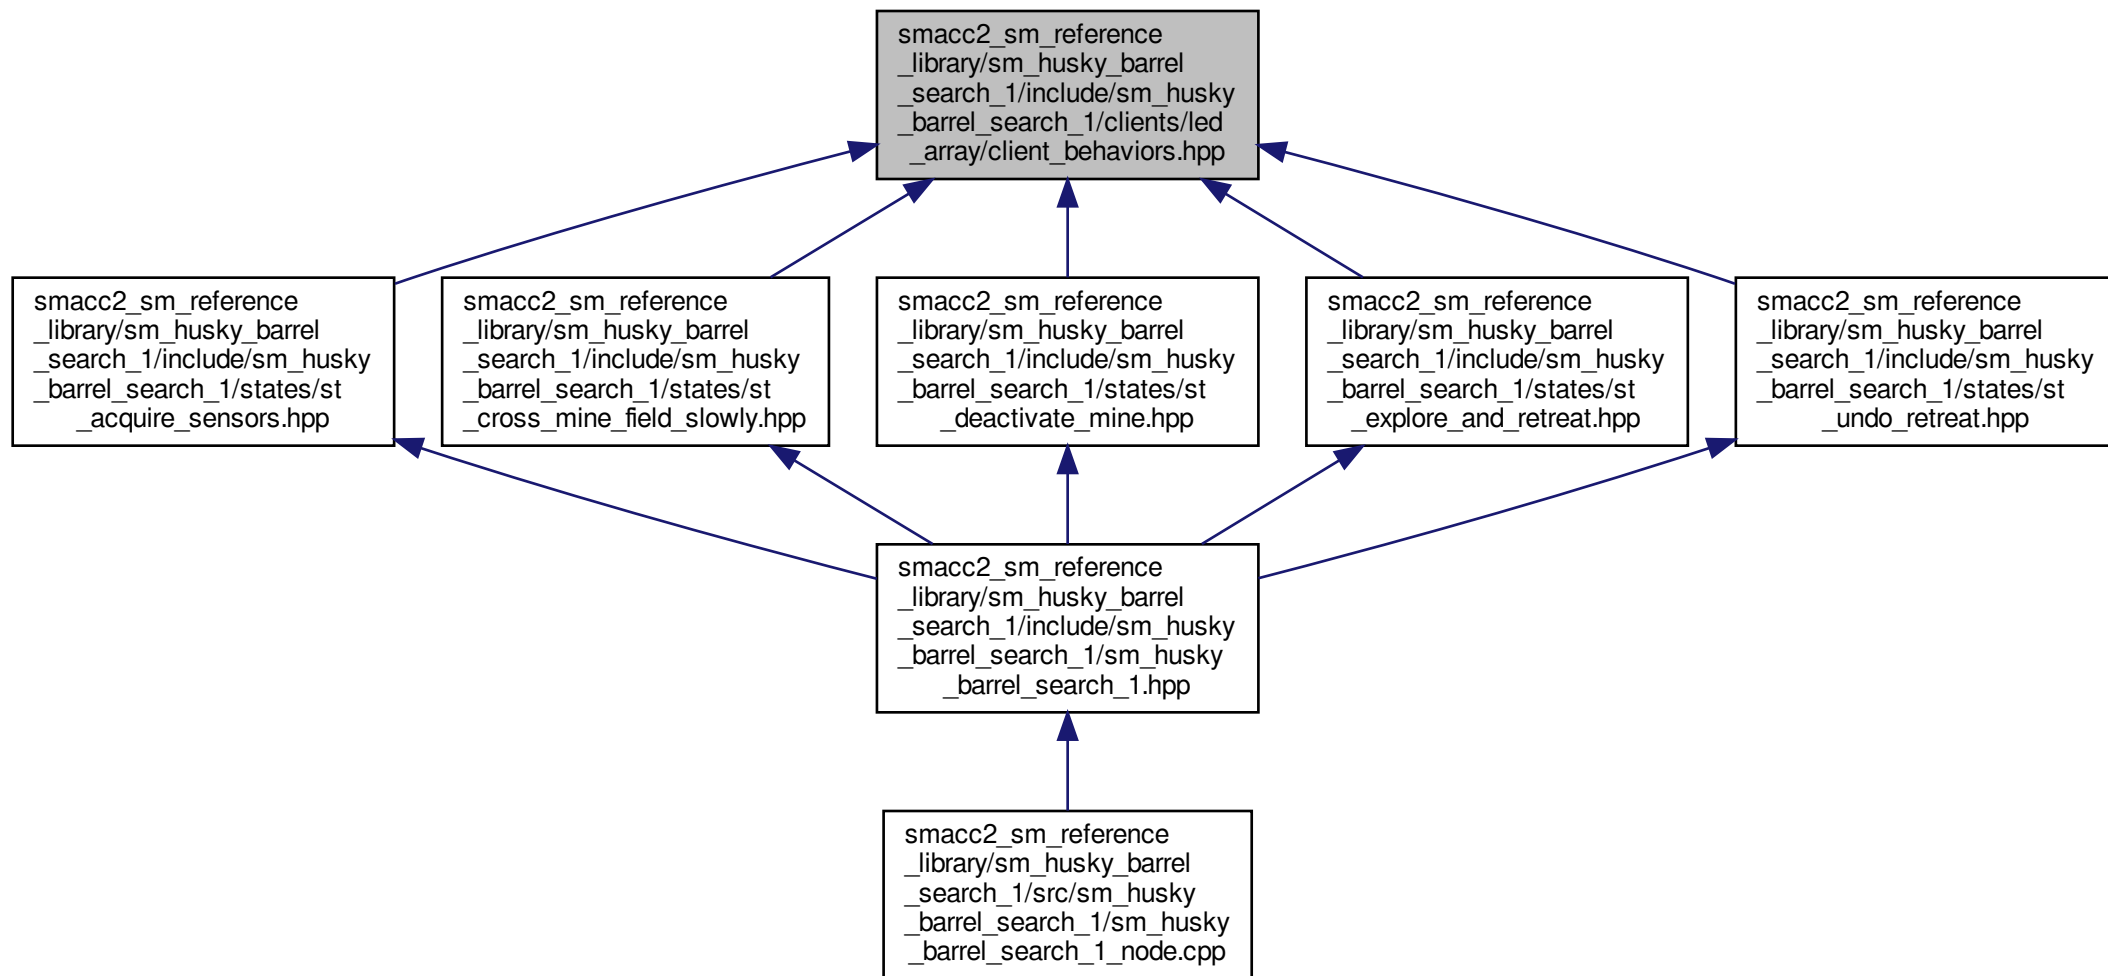 smacc2_sm_reference
_library/sm_husky_barrel
_search_1/include/sm_husky
_barrel_search_1/clients/led
_array/client_behaviors.hpp
smacc2_sm_reference
_library/sm_husky_barrel
_search_1/include/sm_husky
_barrel_search_1/states/st
_acquire_sensors.hpp
smacc2_sm_reference
_library/sm_husky_barrel
_search_1/include/sm_husky
_barrel_search_1/states/st
_cross_mine_field_slowly.hpp
smacc2_sm_reference
_library/sm_husky_barrel
_search_1/include/sm_husky
_barrel_search_1/states/st
_deactivate_mine.hpp
smacc2_sm_reference
_library/sm_husky_barrel
_search_1/include/sm_husky
_barrel_search_1/states/st
_explore_and_retreat.hpp
smacc2_sm_reference
_library/sm_husky_barrel
_search_1/include/sm_husky
_barrel_search_1/states/st
_undo_retreat.hpp
smacc2_sm_reference
_library/sm_husky_barrel
_search_1/include/sm_husky
_barrel_search_1/sm_husky
_barrel_search_1.hpp
smacc2_sm_reference
_library/sm_husky_barrel
_search_1/src/sm_husky
_barrel_search_1/sm_husky
_barrel_search_1_node.cpp